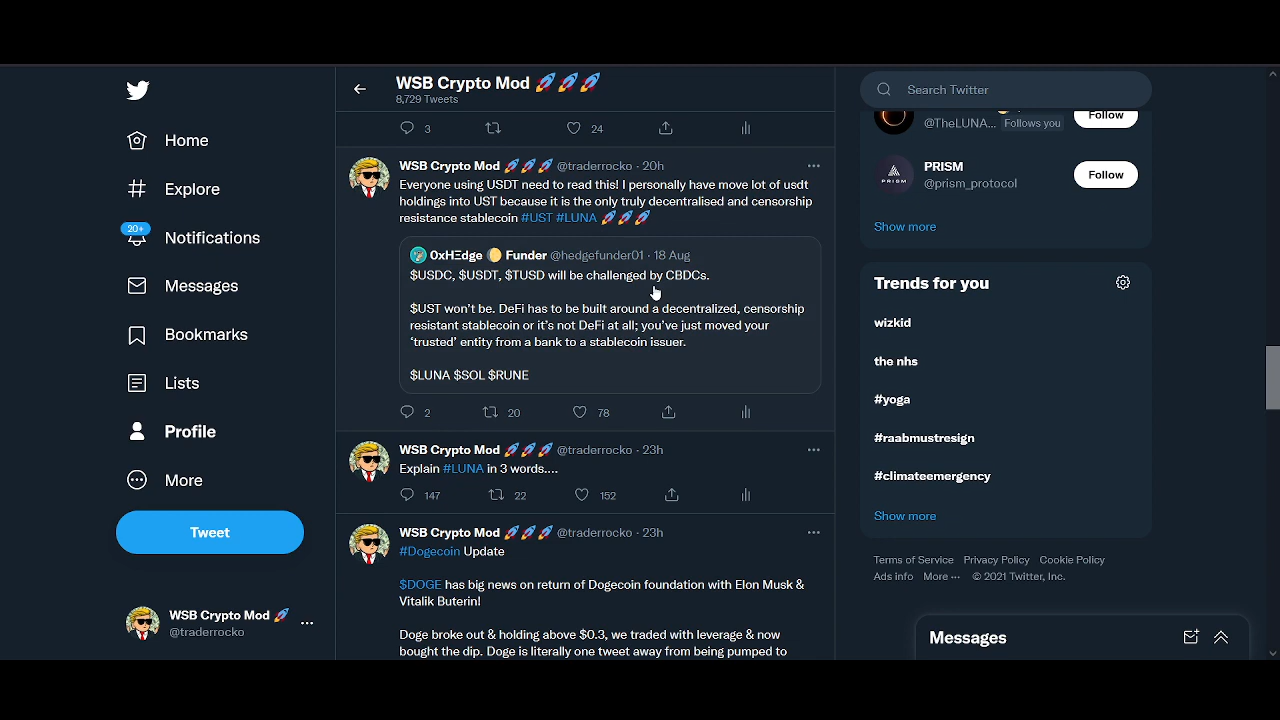 WSB Crypto Mod 🚀🚀🚀
8,729 Tweets
Search Twitter
Home
Explore
20+
Notifications
Messages
Bookmarks
Lists
Profile
More
Tweet
WSB Crypto Mod 🚀
@traderrocko
3 24
WSB Crypto Mod 🚀🚀🚀 @traderrocko · 20h
Everyone using USDT need to read this! I personally have move lot of usdt
holdings into UST because it is the only truly decentralised and censorship
resistance stablecoin #UST #LUNA 🚀🚀🚀
0xHΞdge 🌖 Funder @hedgefunder01 · 18 Aug
$USDC, $USDT, $TUSD will be challenged by CBDCs.
$UST won't be. DeFi has to be built around a decentralized, censorship
resistant stablecoin or it's not DeFi at all; you've just moved your
'trusted' entity from a bank to a stablecoin issuer.
$LUNA $SOL $RUNE
2 20 78
WSB Crypto Mod 🚀🚀🚀 @traderrocko · 23h
Explain #LUNA in 3 words....
147 22 152
WSB Crypto Mod 🚀🚀🚀 @traderrocko · 23h
#Dogecoin Update
$DOGE has big news on return of Dogecoin foundation with Elon Musk &
Vitalik Buterin!
Doge broke out & holding above $0.3, we traded with leverage & now
bought the dip. Doge is literally one tweet away from being pumped to
@TheLUNA... Follows you
Follow
PRISM
@prism_protocol
Follow
Show more
Trends for you
wizkid
the nhs
#yoga
#raabmustresign
#climateemergency
Show more
Terms of Service Privacy Policy Cookie Policy
Ads info More ··· © 2021 Twitter, Inc.
Messages